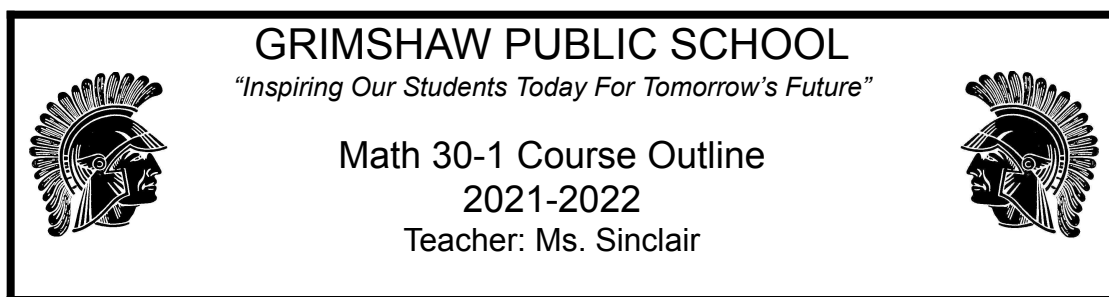 GRIMSHAW PUBLIC SCHOOL
“Inspiring Our Students Today For Tomorrow’s Future”
Math 30-1 Course Outline
2021-2022
Teacher: Ms. Sinclair